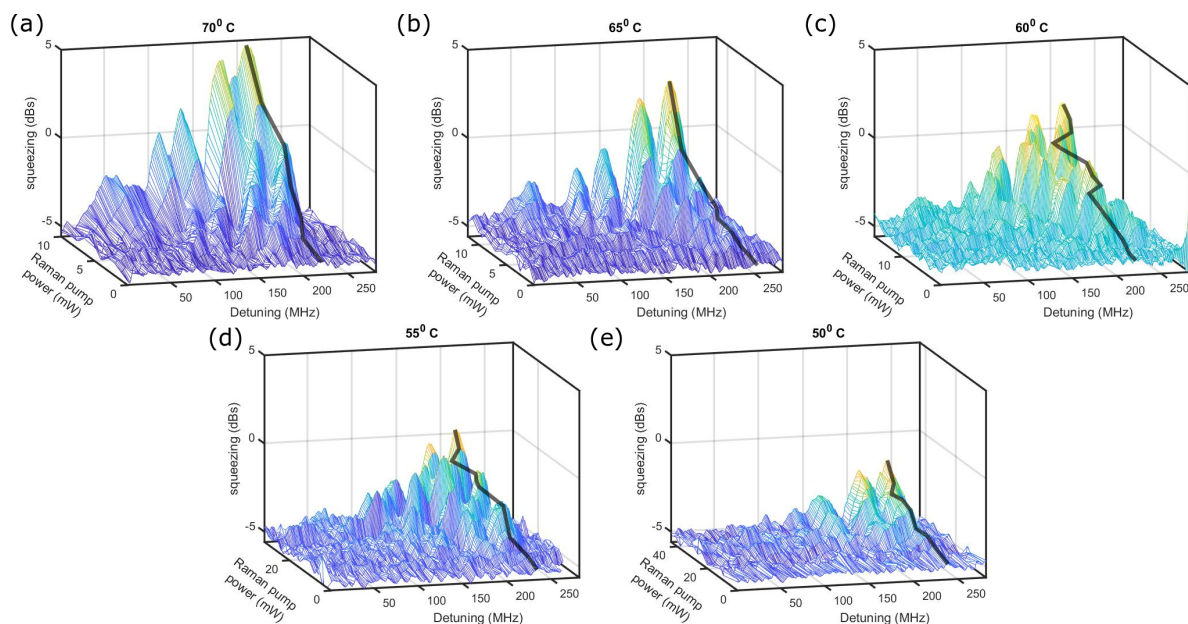 (a)
70⁰ C
5
0
-5
squeezing (dBs)
10
5
0
Raman pump
power (mW)
50
100
150
200
250
Detuning (MHz)
(b)
65⁰ C
5
0
-5
squeezing (dBs)
10
5
0
Raman pump
power (mW)
50
100
150
200
250
Detuning (MHz)
(c)
60⁰ C
5
0
-5
squeezing (dBs)
10
0
Raman pump
power (mW)
50
100
150
200
250
Detuning (MHz)
(d)
55⁰ C
5
0
-5
squeezing (dBs)
20
0
Raman pump
power (mW)
50
100
150
200
250
Detuning (MHz)
(e)
50⁰ C
5
0
-5
squeezing (dBs)
40
20
0
Raman pump
power (mW)
50
100
150
200
250
Detuning (MHz)